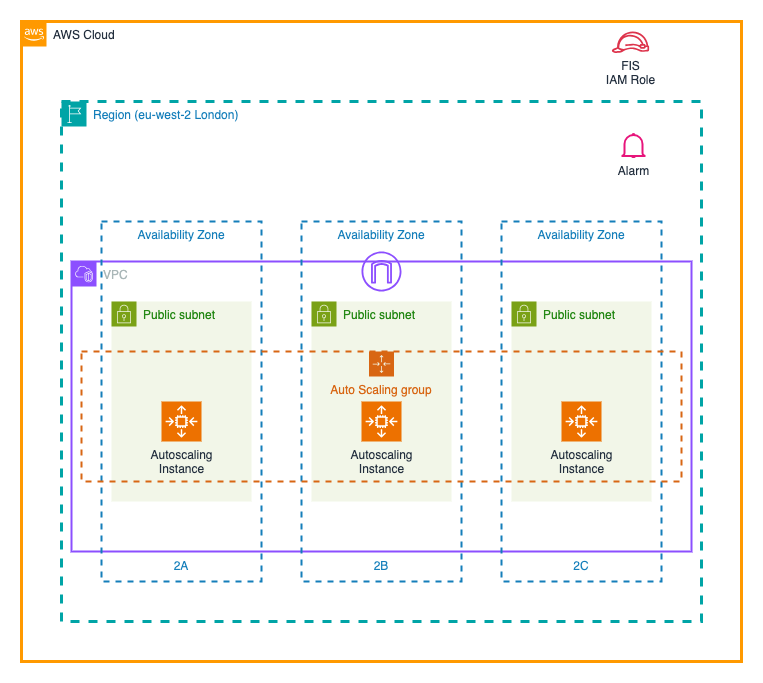 aws
AWS Cloud
FIS
IAM Role
Region (eu-west-2 London)
Alarm
Availability Zone
Availability Zone
Availability Zone
VPC
Public subnet
Public subnet
Public subnet
Auto Scaling group
Autoscaling
Instance
Autoscaling
Instance
Autoscaling
Instance
2A
2B
2C